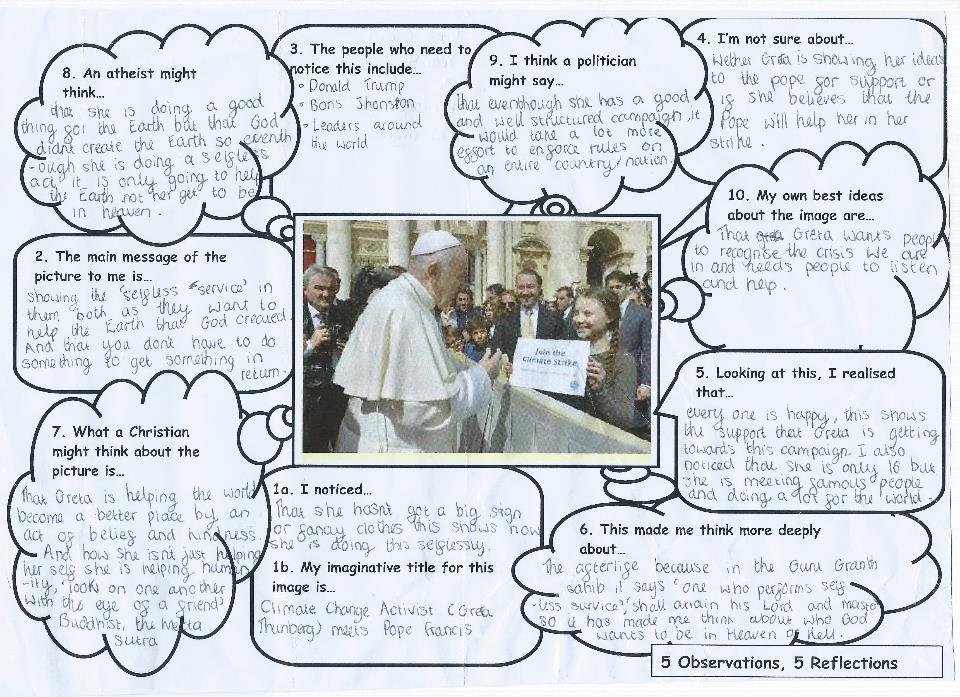 8. An atheist might
think...
that she is doing a good
thing for the Earth but that God
didnt create the Earth so eventh
-ough she is doing a selfless
act it is only going to help
the Earth not her get to be
in heaven.
3. The people who need to
notice this include...
• Donald Trump
• Boris Jhonston
• Leaders around
the world
9. I think a politician
might say...
that eventhough she has a good
and well structured campaign, it
would take a lot more
effort to enforce rules on
an entire country/nation.
4. I'm not sure about...
Wether Greta is showing her ideas
to the pope for support or
if she believes that the
Pope will help her in her
strike.
10. My own best ideas
about the image are...
That Greta wants people
to recognise the crisis we are
in and needs people to listen
and help.
2. The main message of the
picture to me is...
Showing the 'selfless service' in
them both as they want to
help the Earth that God created.
And that you dont have to do
something to get something in
return.
Join the
Climate Strike
5. Looking at this, I realised
that...
every one is happy, this shows
the support that Greta is getting
towards this campaign. I also
noticed that she is only 16 but
she is meeting famous people
and doing a lot for the world.
7. What a Christian
might think about the
picture is...
That Greta is helping the world
become a better place by an
act of belief and kindness.
And how she isnt just helping
her self she is helping human
-ity, 'look on one another
with the eye of a friend'
Buddhist, the Metta
Sutra
1a. I noticed...
That she hasnt got a big sign
or fancy clothes this shows how
she is doing this selflessly.
1b. My imaginative title for this
image is...
Climate Change Activist (Greta
Thunberg) meets Pope Francis
6. This made me think more deeply
about...
The afterlife because in the Guru Granth
sahib it says 'one who performs self
-less service, shall attain his Lord and master'
so it has made me think about who God
wants to be in Heaven or Hell.
5 Observations, 5 Reflections